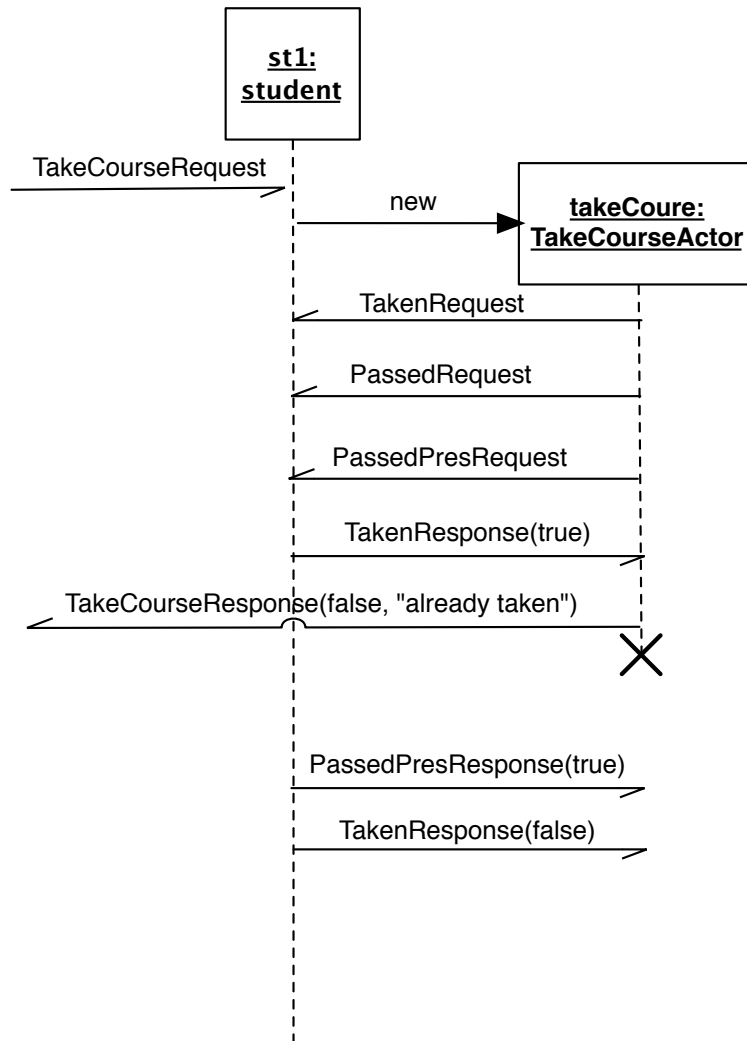 st1:
student
TakeCourseRequest
new
takeCoure:
TakeCourseActor
TakenRequest
PassedRequest
PassedPresRequest
TakenResponse(true)
TakeCourseResponse(false, "already taken")
PassedPresResponse(true)
TakenResponse(false)